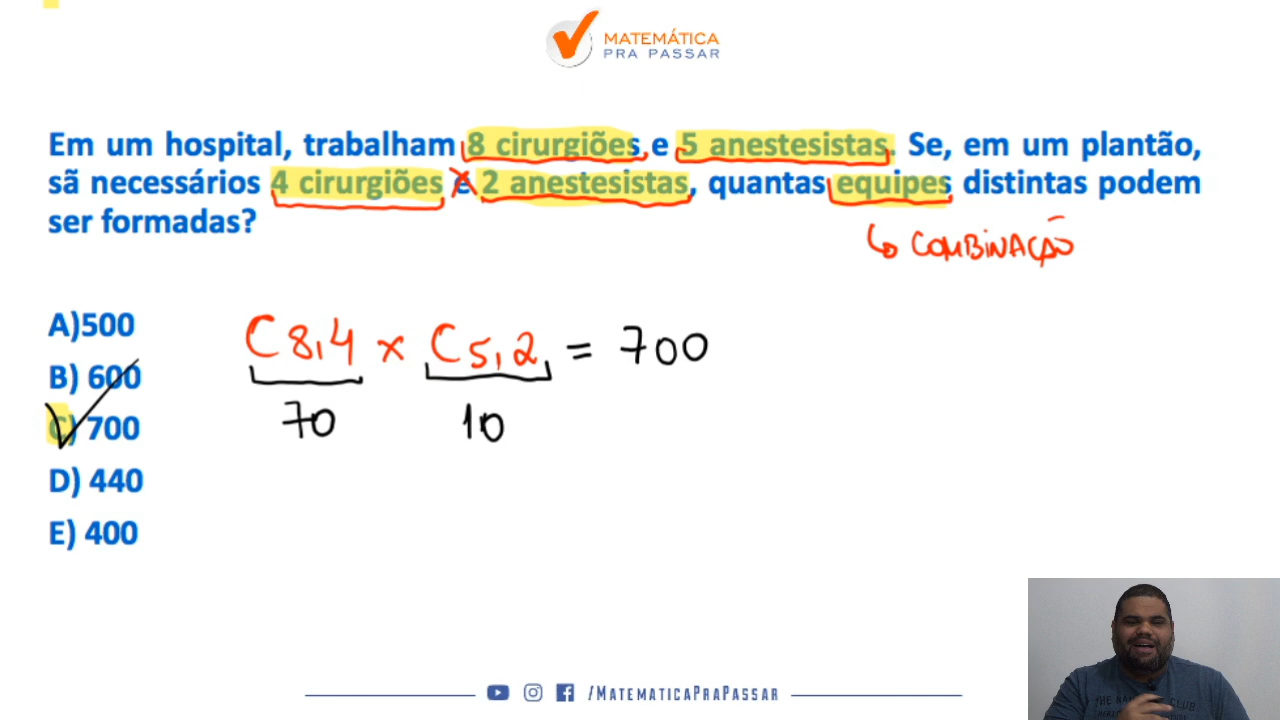 MATEMÁTICA
PRA PASSAR
Em um hospital, trabalham 8 cirurgiões e 5 anestesistas. Se, em um plantão,
sã necessários 4 cirurgiões e 2 anestesistas, quantas equipes distintas podem
ser formadas?
↳ COMBINAÇÃO
A)500
B) 600
C) 700
D) 440
E) 400
C8,4 x C5,2 = 700
70 10
/MATEMATICAPRAPASSAR